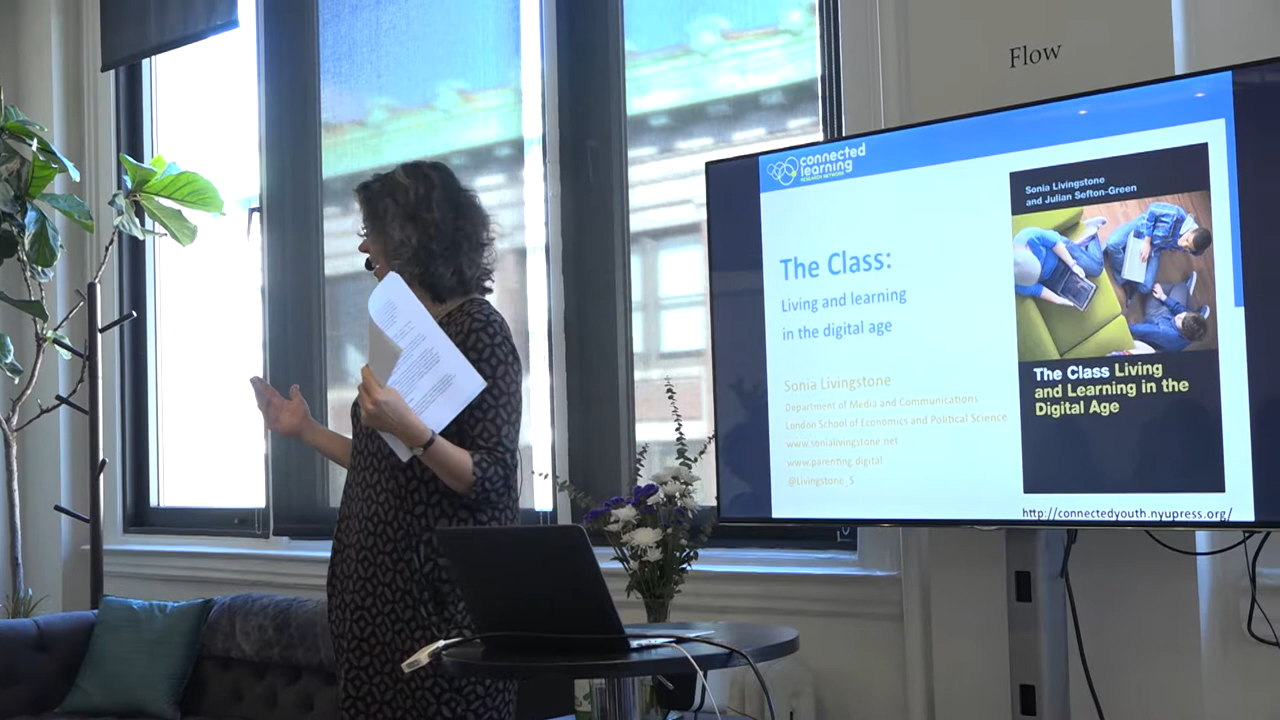 Flow
connected
learning
RESEARCH NETWORK
The Class:
Living and learning
in the digital age
Sonia Livingstone
Department of Media and Communications
London School of Economics and Political Science
www.sonialivingstone.net
www.parenting.digital
@Livingstone_S
Sonia Livingstone
and Julian Sefton-Green
The Class Living
and Learning in the
Digital Age
http://connectedyouth.nyupress.org/